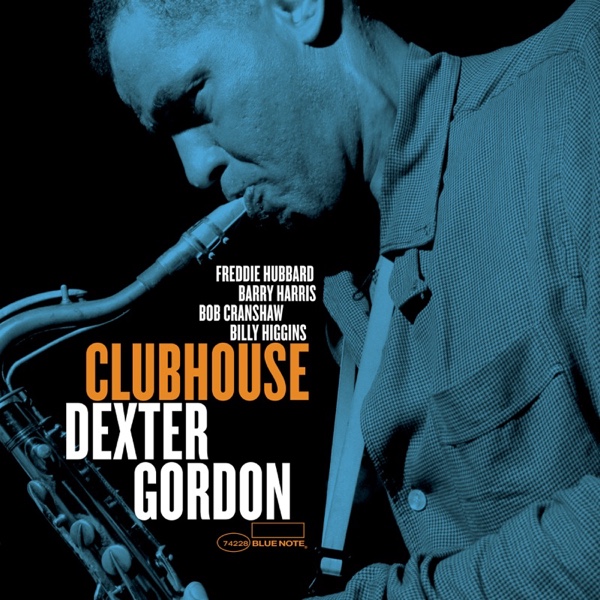 FREDDIE HUBBARD
BARRY HARRIS
BOB CRANSHAW
BILLY HIGGINS
CLUBHOUSE
DEXTER
GORDON
74228 BLUE NOTE